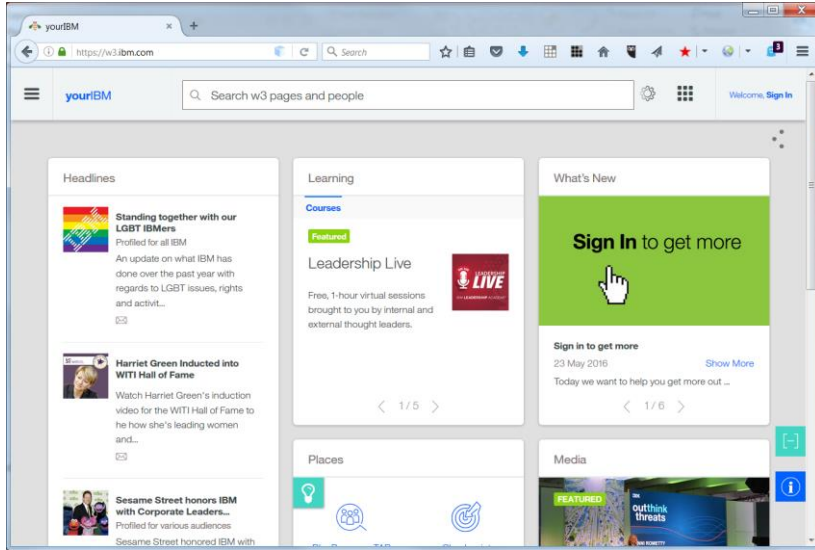 yourIBM
https://w3.ibm.com
Search
3
yourIBM
Search w3 pages and people
Welcome, Sign In
Headlines
Standing together with our
LGBT IBMers
Profiled for all IBM
An update on what IBM has
done over the past year with
regards to LGBT issues, rights
and activit...
Harriet Green Inducted into
WITI Hall of Fame
Watch Harriet Green's induction
video for the WITI Hall of Fame to
he how she's leading women
and...
Sesame Street honors IBM
with Corporate Leaders...
Profiled for various audiences
Sesame Street honored IBM with
Learning
Courses
Featured
Leadership Live
LEADERSHIP
LIVE
Free, 1-hour virtual sessions
brought to you by internal and
external thought leaders.
1/5
What's New
Sign In to get more
Sign in to get more
23 May 2016
Show More
Today we want to help you get more out ...
1/6
Places
Media
FEATURED
outthink
threats